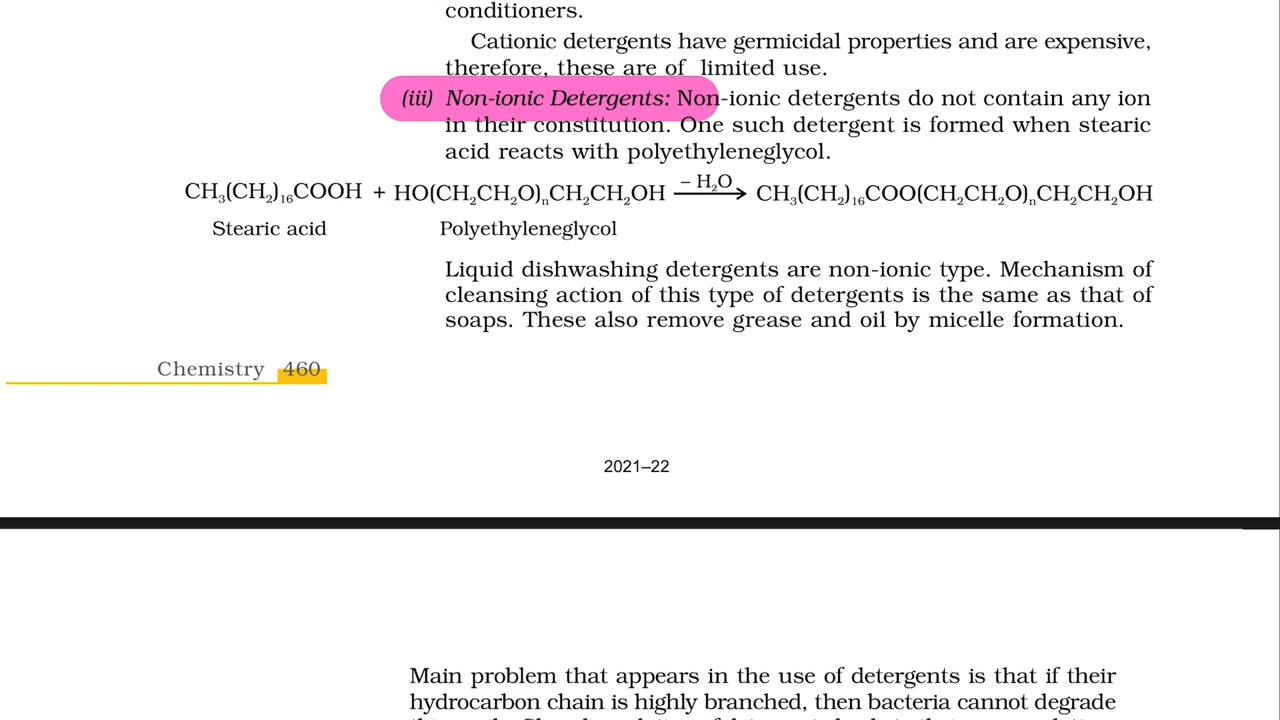 conditioners.
Cationic detergents have germicidal properties and are expensive,
therefore, these are of limited use.
(iii) Non-ionic Detergents: Non-ionic detergents do not contain any ion
in their constitution. One such detergent is formed when stearic
acid reacts with polyethyleneglycol.
CH₃(CH₂)₁₆COOH + HO(CH₂CH₂O)ₙCH₂CH₂OH – H₂O → CH₃(CH₂)₁₆COO(CH₂CH₂O)ₙCH₂CH₂OH
Stearic acid Polyethyleneglycol
Liquid dishwashing detergents are non-ionic type. Mechanism of
cleansing action of this type of detergents is the same as that of
soaps. These also remove grease and oil by micelle formation.
Chemistry 460
2021–22
Main problem that appears in the use of detergents is that if their
hydrocarbon chain is highly branched, then bacteria cannot degrade